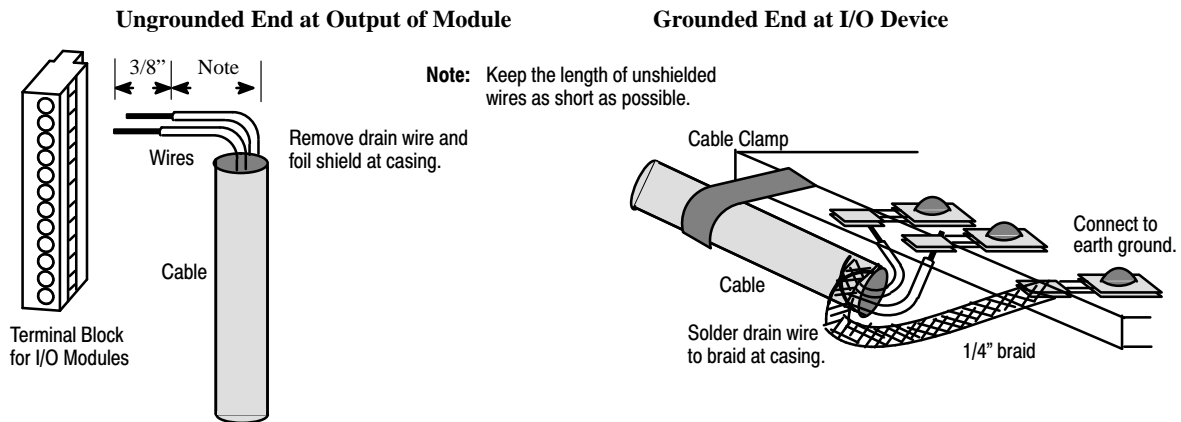 Ungrounded End at Output of Module
Grounded End at I/O Device
3/8”
Note
Note: Keep the length of unshielded
wires as short as possible.
Wires
Remove drain wire and
foil shield at casing.
Cable
Terminal Block
for I/O Modules
Cable Clamp
Connect to
earth ground.
Cable
Solder drain wire
to braid at casing.
1/4” braid